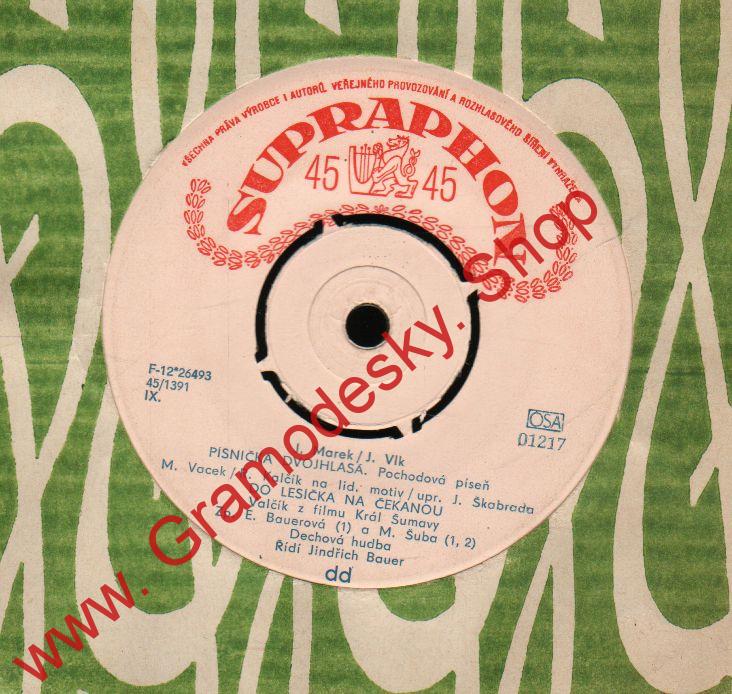 VŠECHNA PRÁVA VÝROBCE I AUTORŮ VEŘEJNÉHO PROVOZOVÁNÍ A ROZHLASOVÉHO ŠÍŘENÍ VYHRAZENA
SUPRAPHON
45 45
F-12*26493
45/1391
IX.
OSA
01217
J. Marek/J. Vlk
PÍSNIČKA DVOJHLASÁ. Pochodová píseň
M. Vacek/ Valčík na lid. motiv/upr. J. Škabrada
DO LESÍČKA NA ČEKANOU
Valčík z filmu Král Šumavy
Zp. E. Bauerová (1) a M. Šuba (1, 2)
Dechová hudba
Řídí Jindřich Bauer
dd
www. Gramodesky. Shop